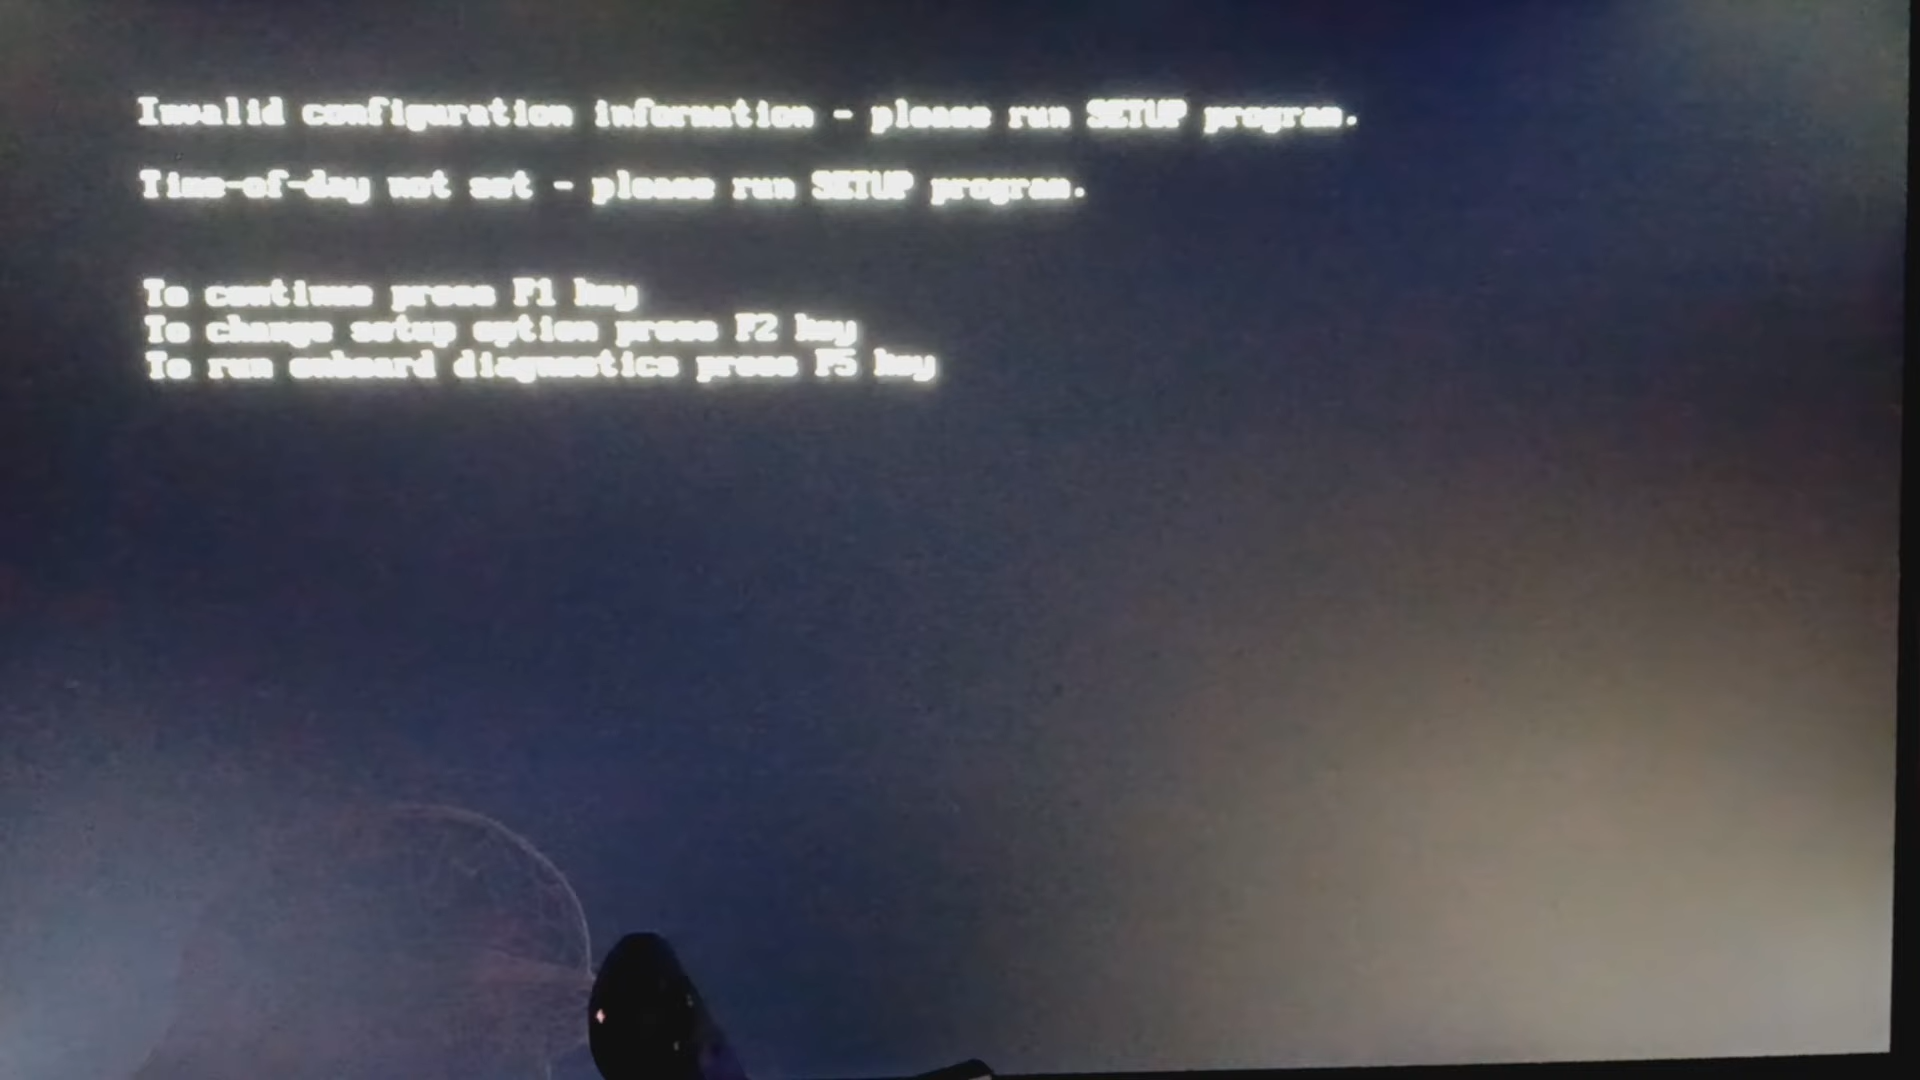 Invalid configuration information - please run SETUP program.
Time-of-day not set - please run SETUP program.
To continue press F1 key
To change setup option press F2 key
To run onboard diagnostics press F5 key